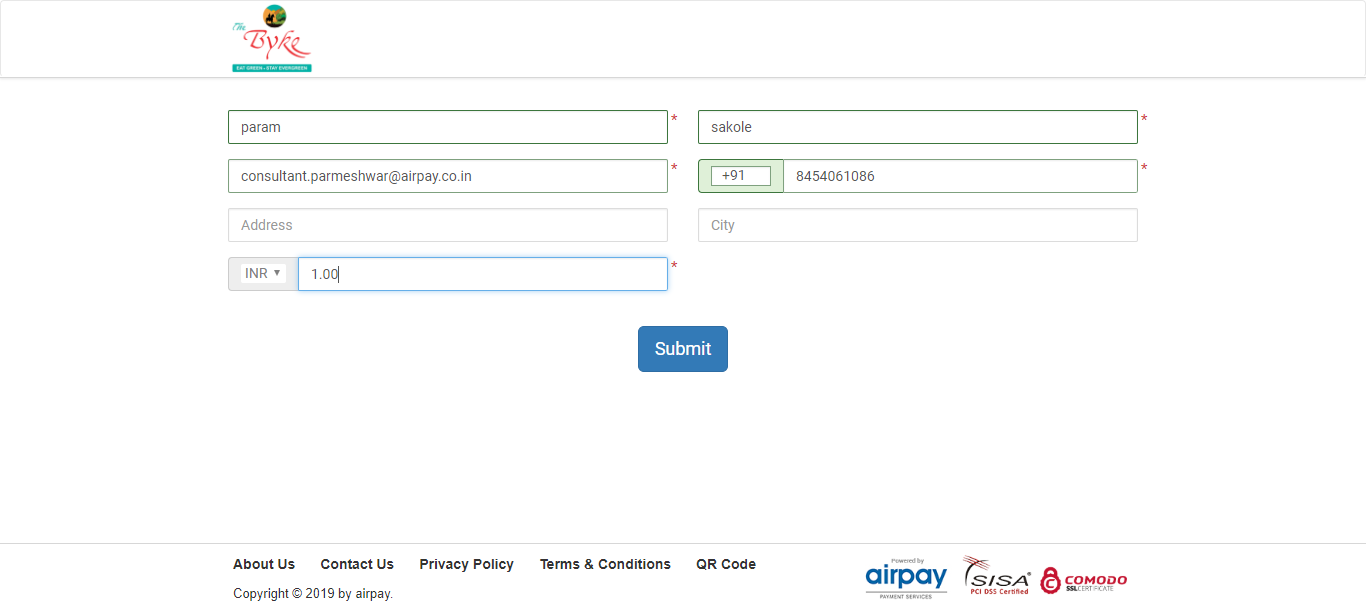 The
Byke
EAT GREEN - STAY EVERGREEN
param *
sakole *
consultant.parmeshwar@airpay.co.in *
+91 8454061086 *
Address
City
INR ▼ 1.00 *
Submit
About Us Contact Us Privacy Policy Terms & Conditions QR Code
Copyright © 2019 by airpay.
Powered by
airpay
PAYMENT SERVICES
SISA
PCI DSS Certified
COMODO
SSL CERTIFICATE